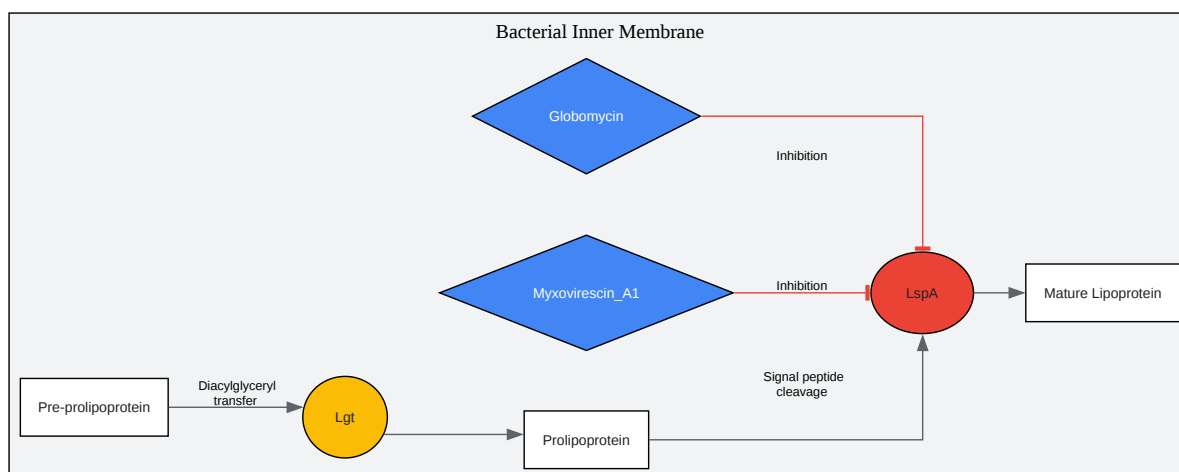 Bacterial Inner Membrane
Globomycin
Inhibition
Myxovirescin_A1
Inhibition
LspA
Mature Lipoprotein
Signal peptide
cleavage
Diacylglyceryl
transfer
Pre-prolipoprotein
Lgt
Prolipoprotein